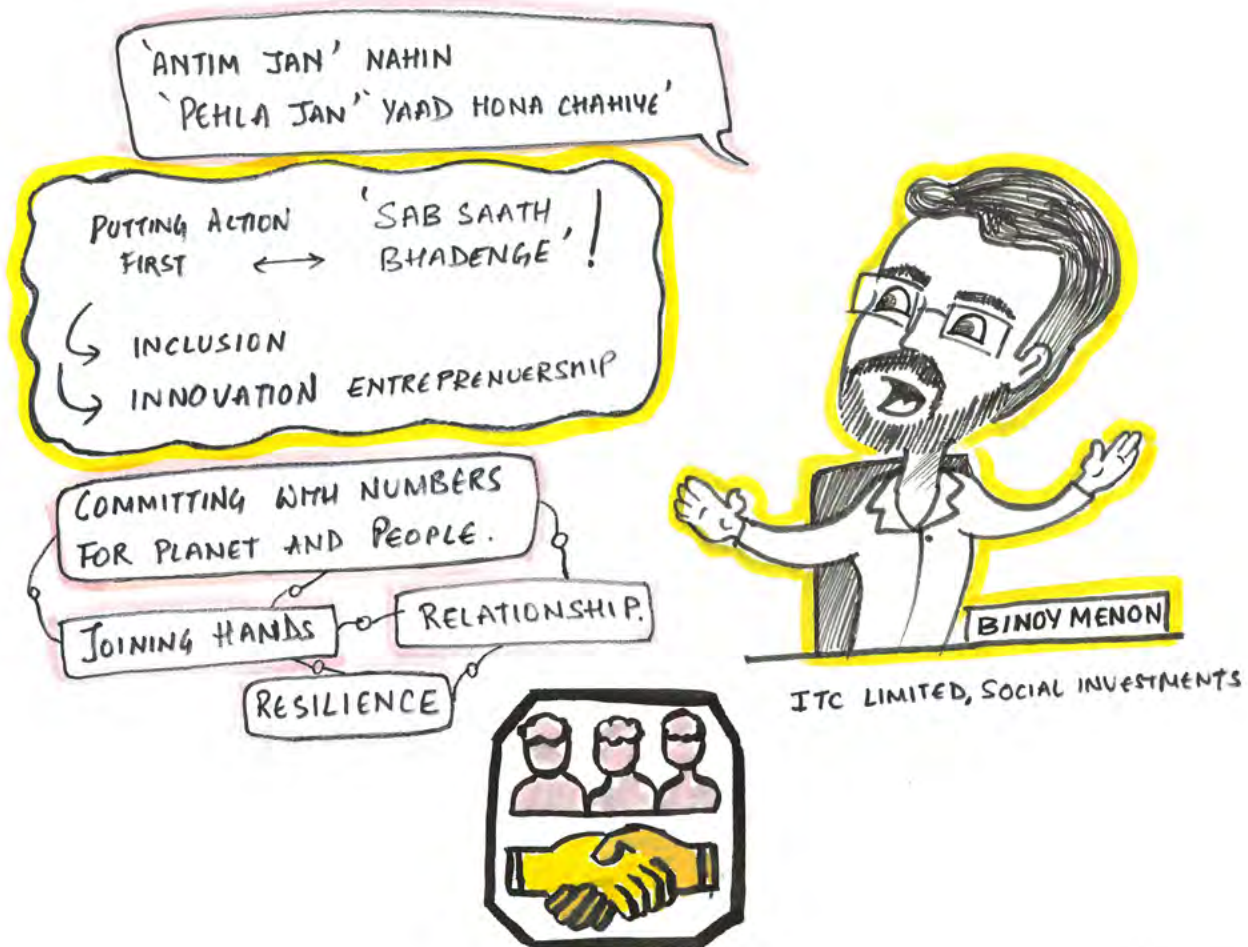 'ANTIM JAN' NAHIN
'PEHLA JAN' YAAD HONA CHAHIYE'
PUTTING ACTION
FIRST ↔
'SAB SAATH
BHADENGE' !
INCLUSION
INNOVATION ENTREPRENUERSHIP
COMMITTING WITH NUMBERS
FOR PLANET AND PEOPLE.
JOINING HANDS
RELATIONSHIP.
RESILIENCE
BINOY MENON
ITC LIMITED, SOCIAL INVESTMENTS